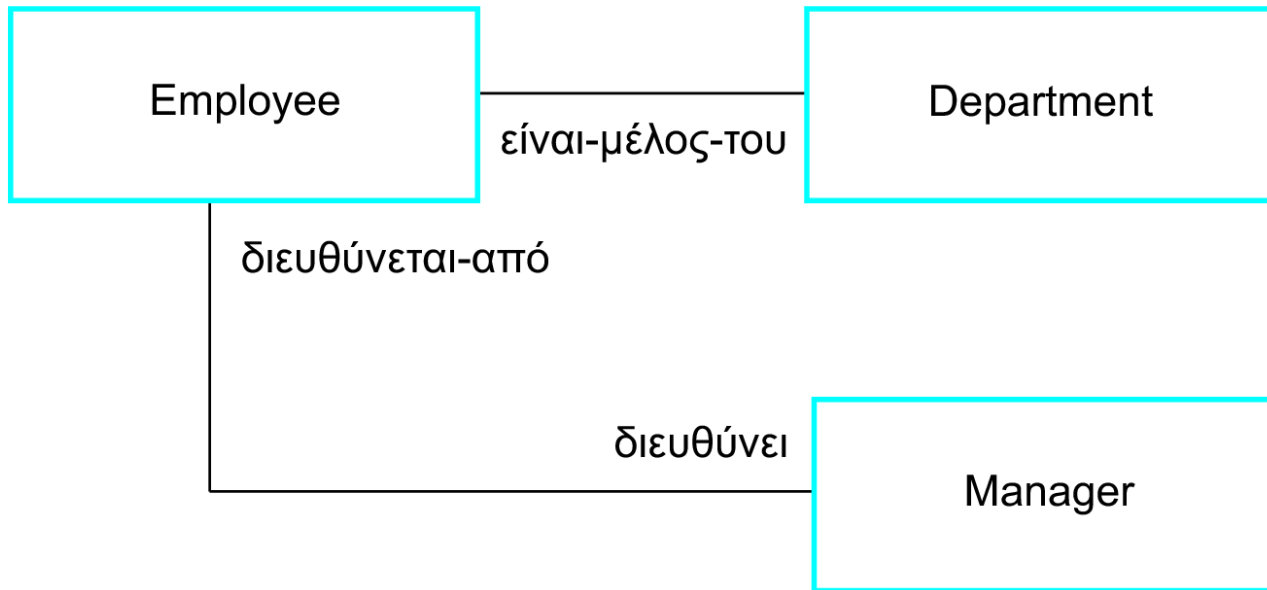 Employee
Department
είναι-μέλος-του
διευθύνεται-από
διευθύνει
Manager